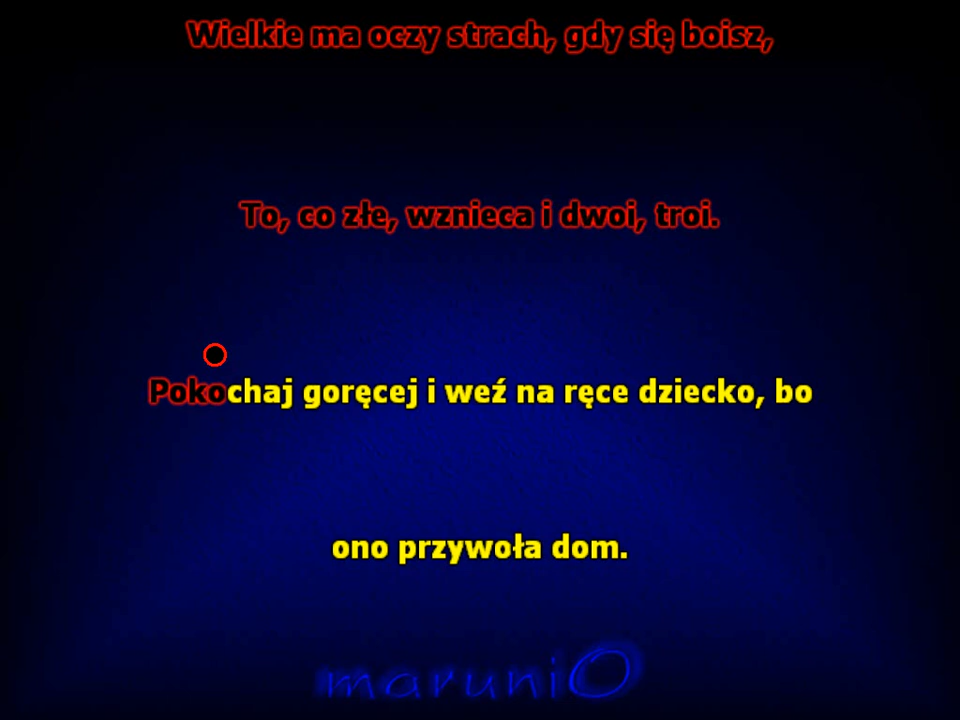 Wielkie ma oczy strach, gdy się boisz,
To, co złe, wznieca i dwoi, troi.
Pokochaj goręcej i weź na ręce dziecko, bo
ono przywoła dom.
maruniO